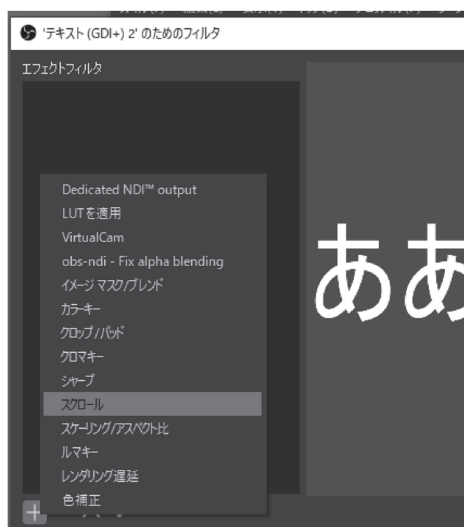 'テキスト (GDI+) 2' のためのフィルタ
エフェクトフィルタ
Dedicated NDI™ output
LUTを適用
VirtualCam
obs-ndi - Fix alpha blending
イメージ マスク/ブレンド
カラーキー
クロップ/パッド
クロマキー
シャープ
スクロール
スケーリング/アスペクト比
ルマキー
レンダリング遅延
色補正
ああ